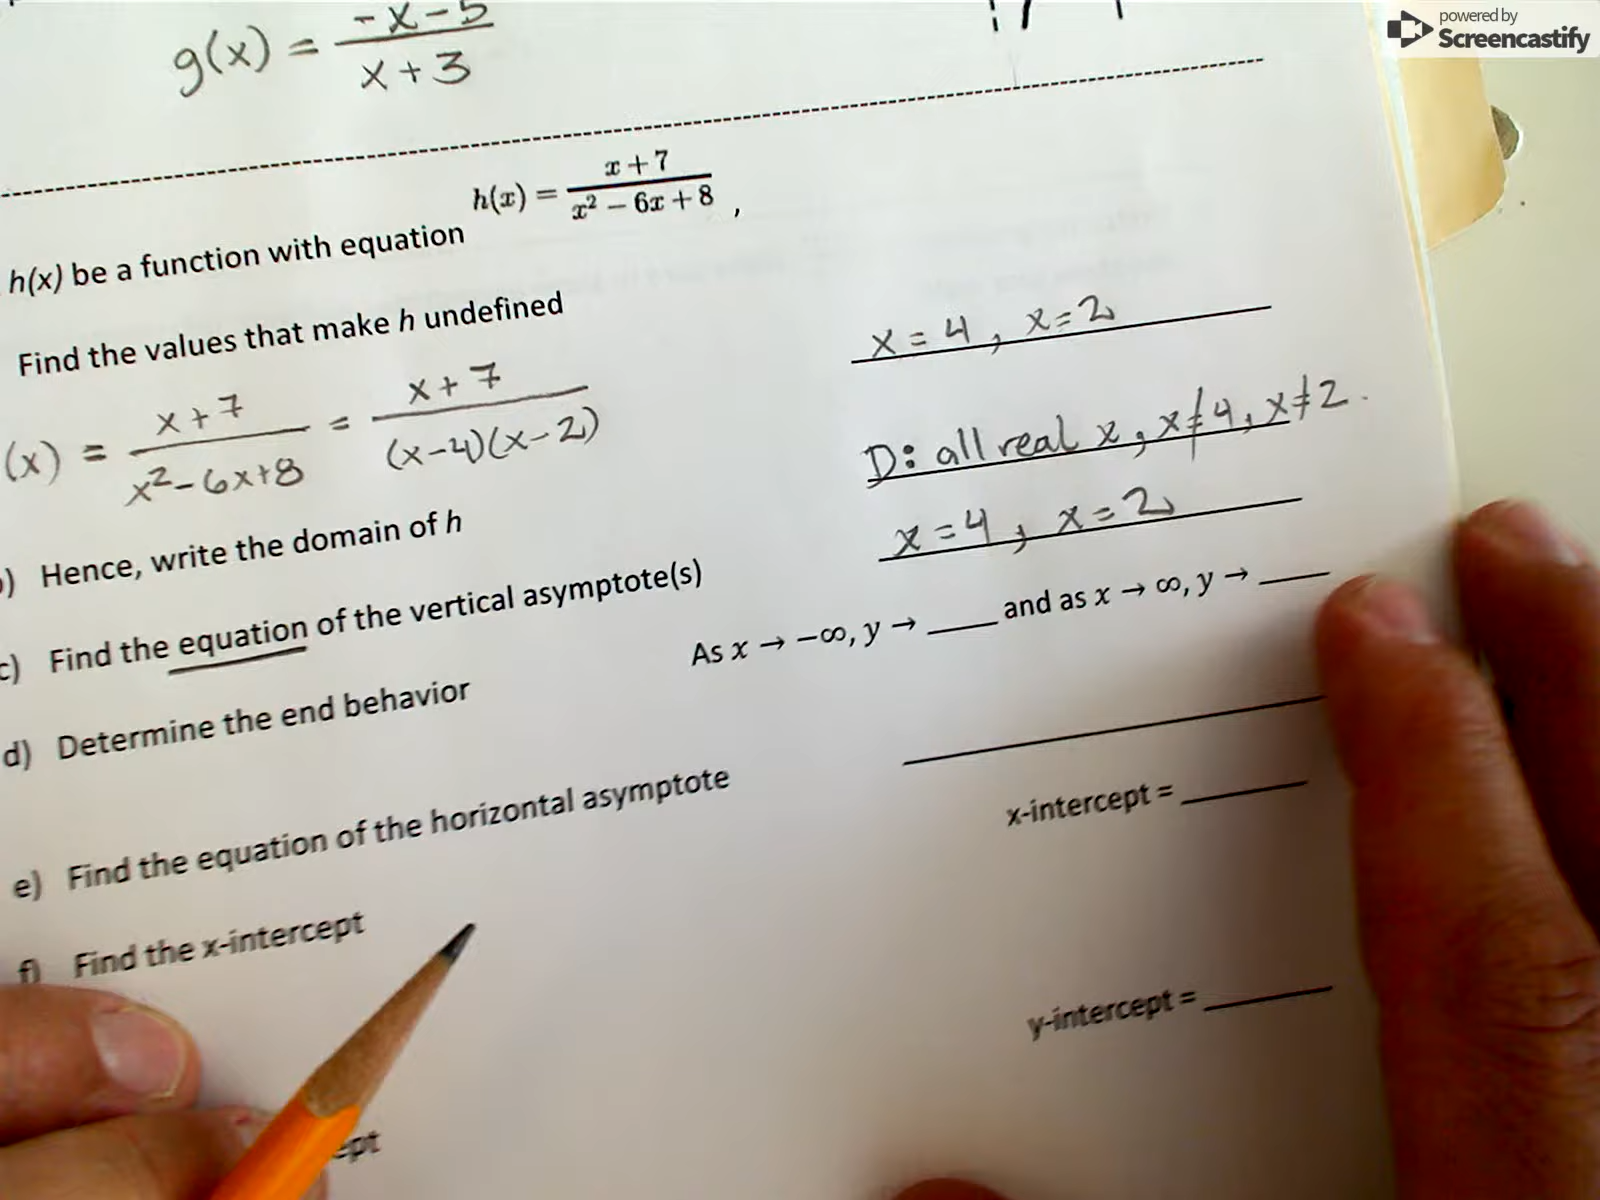 powered by
Screencastify
g(x) = -x-5 / x+3
h(x) = x + 7 / x² − 6x + 8 ,
h(x) be a function with equation
Find the values that make h undefined
x = 4 , x = 2
(x) = x+7 / x²-6x+8 = x+7 / (x-4)(x-2)
D: all real x , x≠4, x≠2.
) Hence, write the domain of h
x = 4 , x = 2
c) Find the equation of the vertical asymptote(s)
As x → −∞, y → ____ and as x → ∞, y → ____
d) Determine the end behavior
e) Find the equation of the horizontal asymptote
x-intercept = ______
f) Find the x-intercept
y-intercept = ______
ept